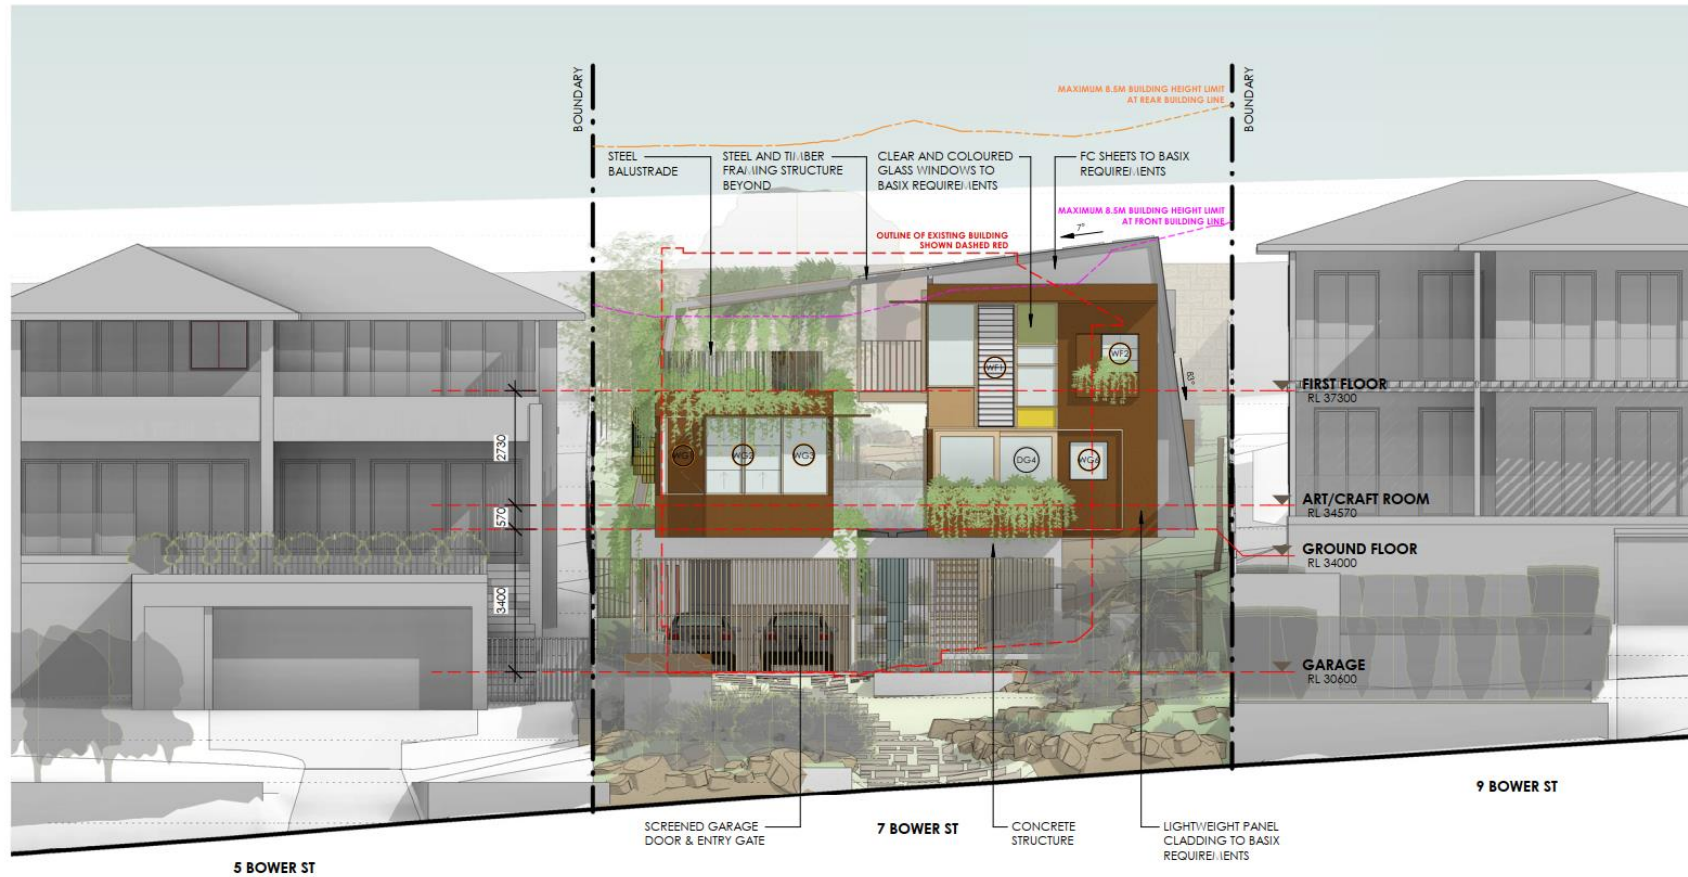 BOUNDARY
BOUNDARY
MAXIMUM 8.5M BUILDING HEIGHT LIMIT
AT REAR BUILDING LINE
STEEL
BALUSTRADE
STEEL AND TIMBER
FRAMING STRUCTURE
BEYOND
CLEAR AND COLOURED
GLASS WINDOWS TO
BASIX REQUIREMENTS
FC SHEETS TO BASIX
REQUIREMENTS
MAXIMUM 8.5M BUILDING HEIGHT LIMIT
AT FRONT BUILDING LINE
7°
OUTLINE OF EXISTING BUILDING
SHOWN DASHED RED
WF1
WF2
83°
FIRST FLOOR
RL 37300
2730
WG1
WG2
WG3
DG4
WG6
ART/CRAFT ROOM
RL 34570
570
GROUND FLOOR
RL 34000
3400
GARAGE
RL 30600
9 BOWER ST
SCREENED GARAGE
DOOR & ENTRY GATE
7 BOWER ST
CONCRETE
STRUCTURE
LIGHTWEIGHT PANEL
CLADDING TO BASIX
REQUIREMENTS
5 BOWER ST